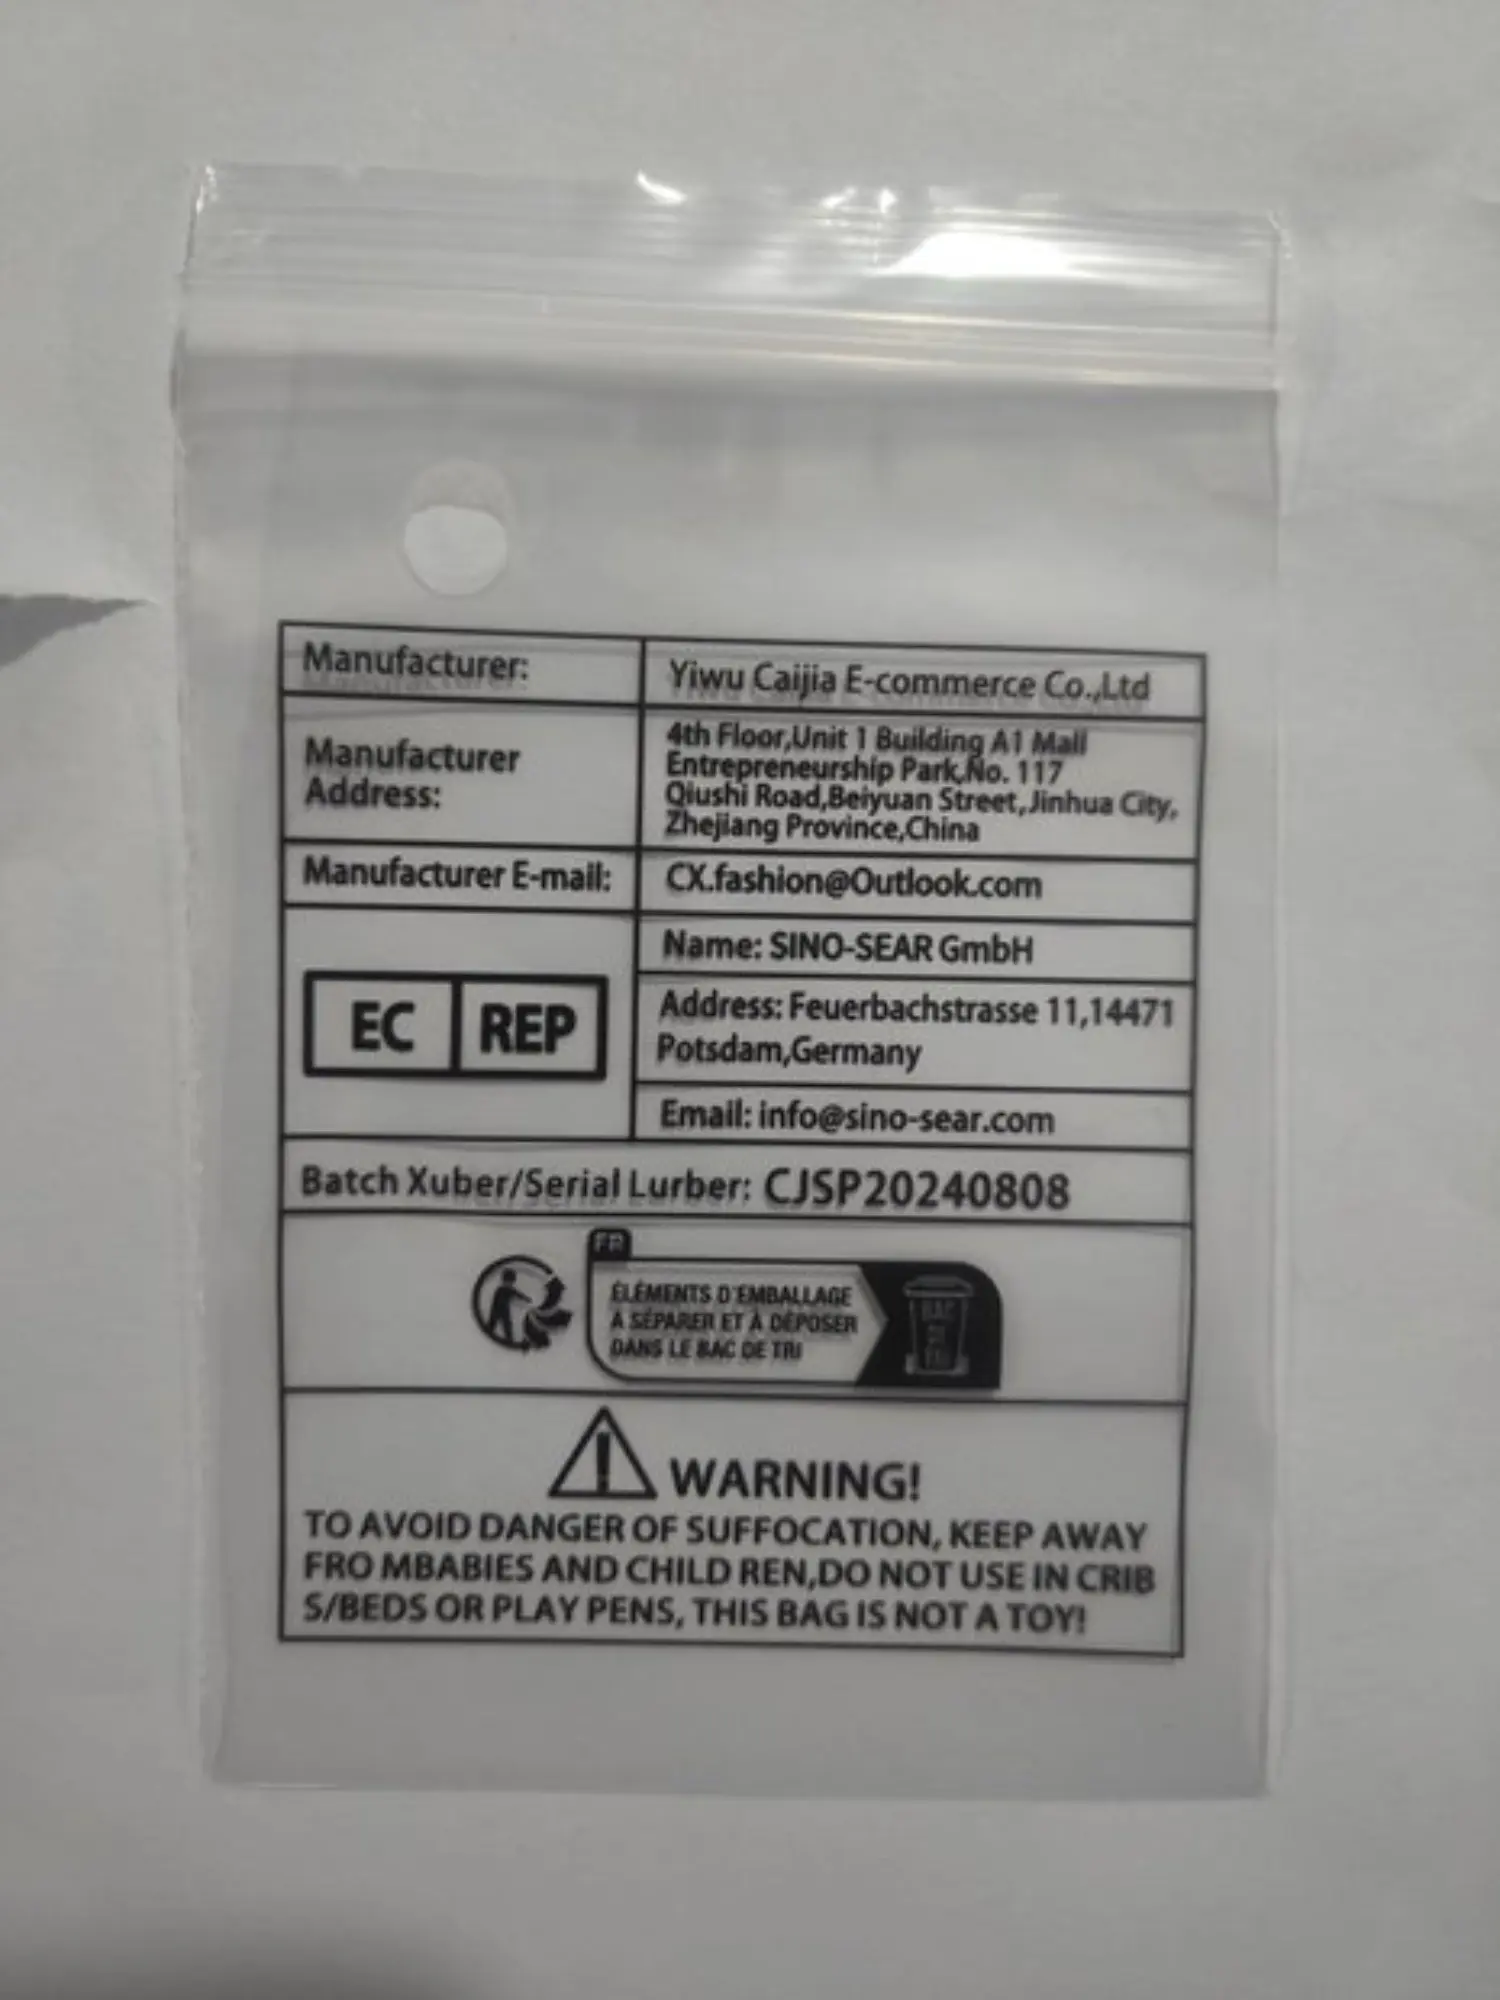 Manufacturer: Yiwu Caijia E-commerce Co.,Ltd
Manufacturer
Address:
4th Floor,Unit 1 Building A1 Mall
Entrepreneurship Park,No. 117
Qiushi Road,Beiyuan Street,Jinhua City,
Zhejiang Province,China
Manufacturer E-mail: CX.fashion@Outlook.com
EC REP
Name: SINO-SEAR GmbH
Address: Feuerbachstrasse 11,14471
Potsdam,Germany
Email: info@sino-sear.com
Batch Xuber/Serial Lurber: CJSP20240808
FR
ÉLÉMENTS D'EMBALLAGE
À SÉPARER ET À DÉPOSER
DANS LE BAC DE TRI
BAC
DE
TRI
WARNING!
TO AVOID DANGER OF SUFFOCATION, KEEP AWAY
FRO MBABIES AND CHILD REN,DO NOT USE IN CRIB
S/BEDS OR PLAY PENS, THIS BAG IS NOT A TOY!